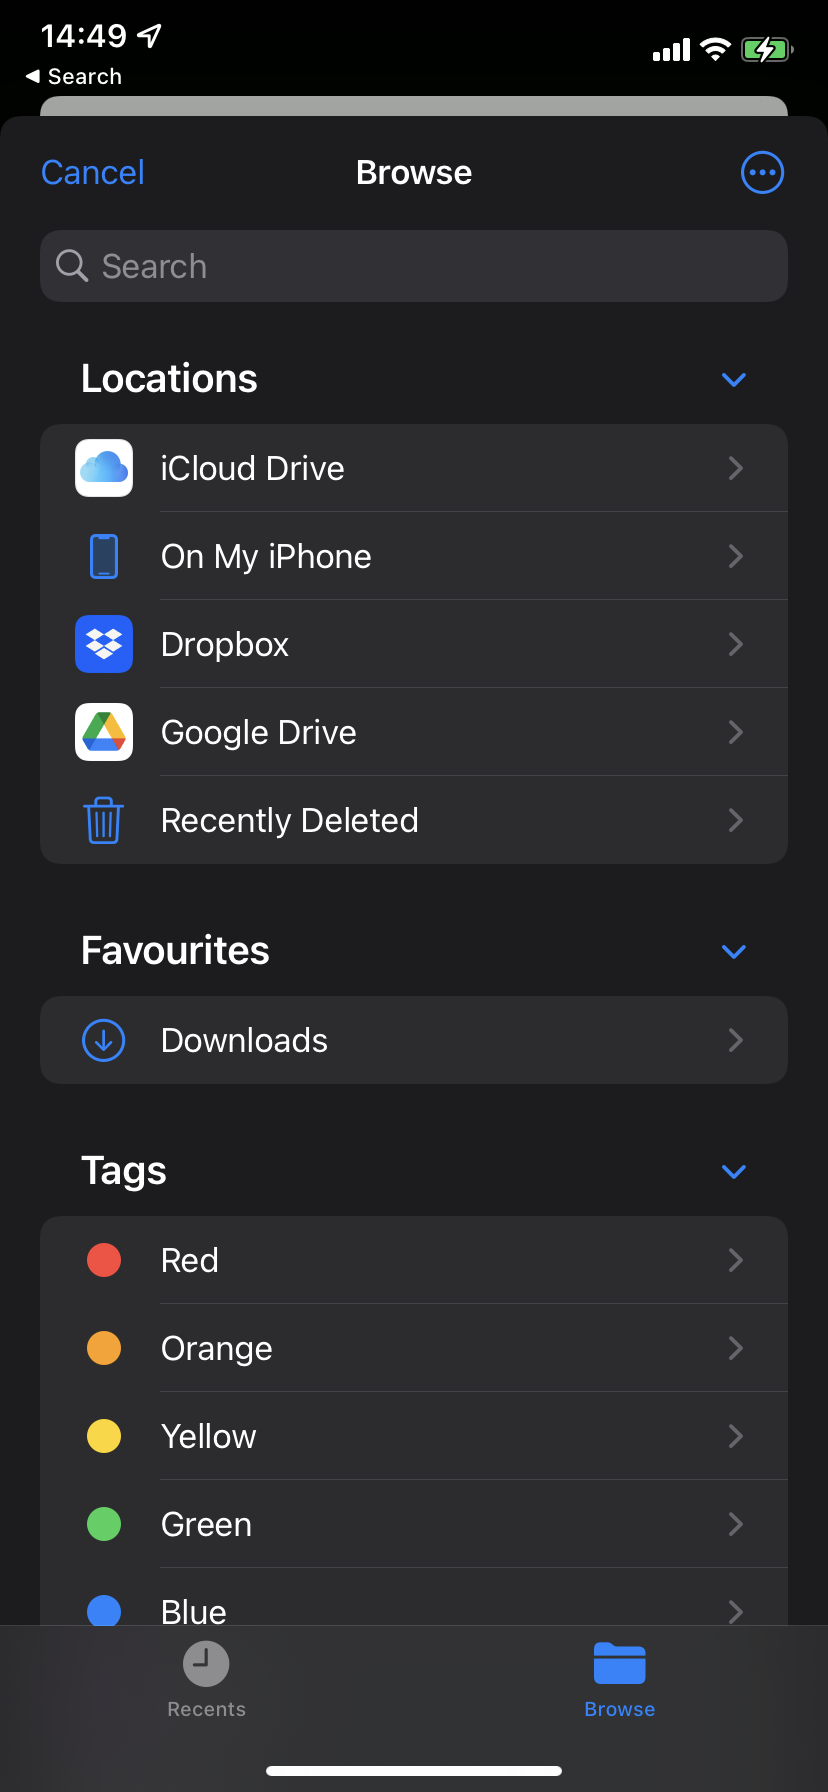 14:49
Search
Cancel
Browse
Search
Locations
iCloud Drive
On My iPhone
Dropbox
Google Drive
Recently Deleted
Favourites
Downloads
Tags
Red
Orange
Yellow
Green
Blue
Recents
Browse